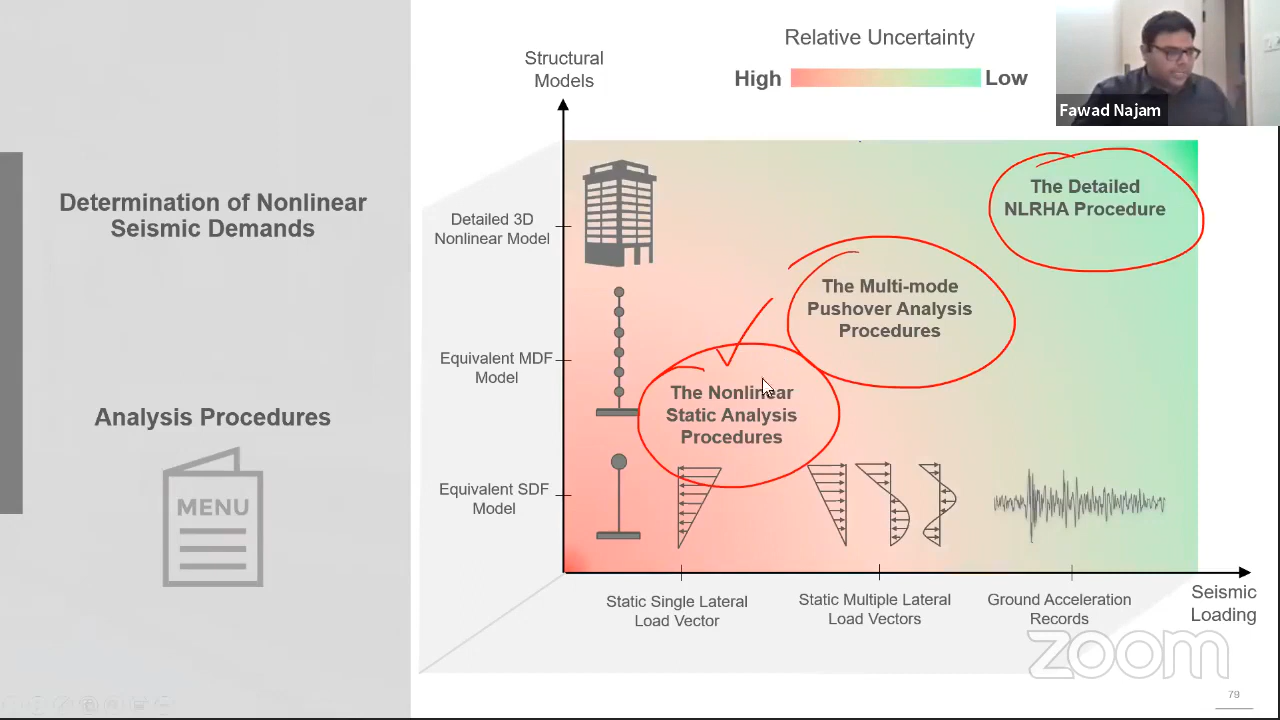 Determination of Nonlinear
Seismic Demands
Analysis Procedures
MENU
Structural
Models
Relative Uncertainty
High
Low
Fawad Najam
Detailed 3D
Nonlinear Model
Equivalent MDF
Model
Equivalent SDF
Model
The Detailed
NLRHA Procedure
The Multi-mode
Pushover Analysis
Procedures
The Nonlinear
Static Analysis
Procedures
Static Single Lateral
Load Vector
Static Multiple Lateral
Load Vectors
Ground Acceleration
Records
Seismic
Loading
zoom
79